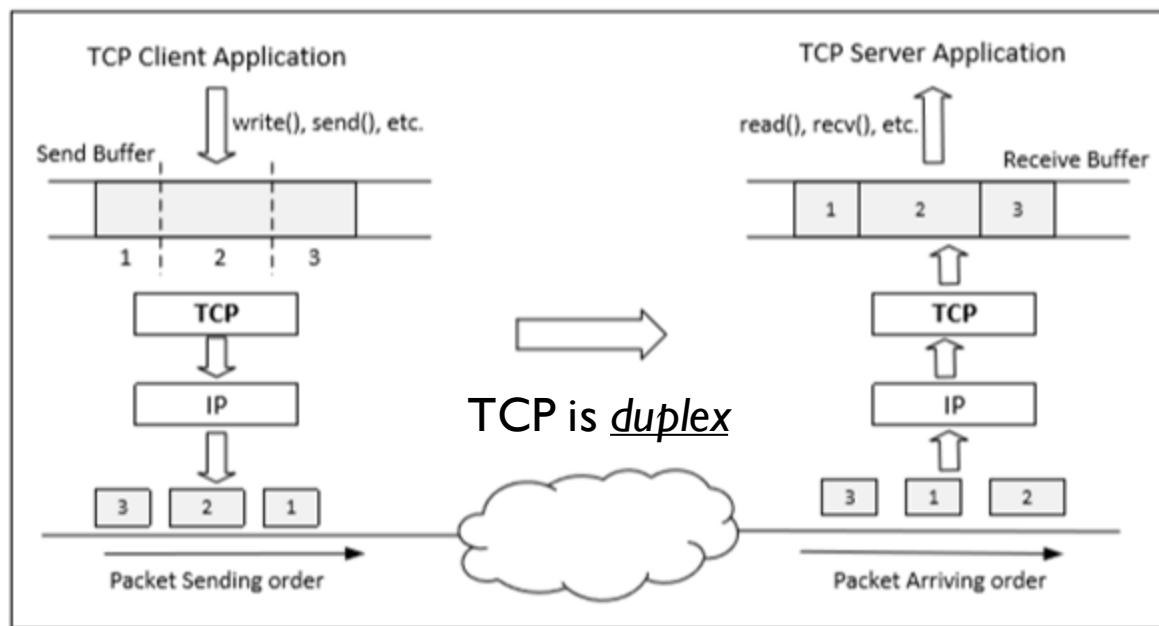 TCP Client Application
write(), send(), etc.
Send Buffer
1 2 3
TCP
IP
3 2 1
Packet Sending order
TCP is duplex
TCP Server Application
read(), recv(), etc.
Receive Buffer
1 2 3
TCP
IP
3 1 2
Packet Arriving order